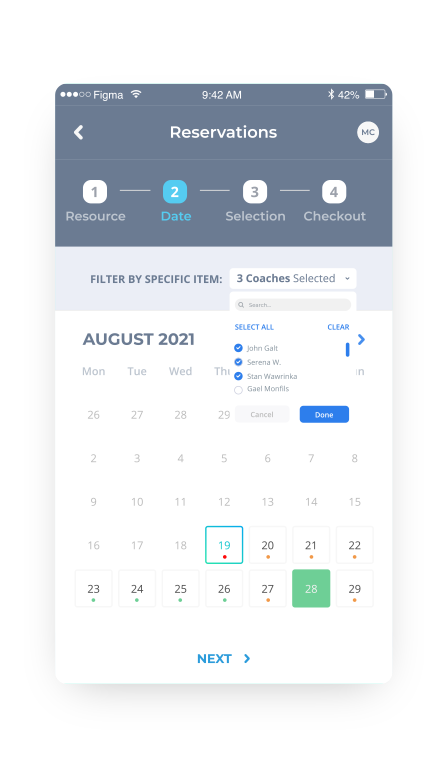 Figma 9:42 AM 42%
Reservations MC
1 2 3 4
Resource Date Selection Checkout
FILTER BY SPECIFIC ITEM: 3 Coaches Selected
Search...
SELECT ALL CLEAR
AUGUST 2021
John Galt
Serena W.
Mon Tue Wed
Stan Wawrinka
Gael Monfils
26 27 28 29
Cancel Done
2 3 4 5 6 7 8
9 10 11 12 13 14 15
16 17 18 19 20 21 22
23 24 25 26 27 28 29
NEXT